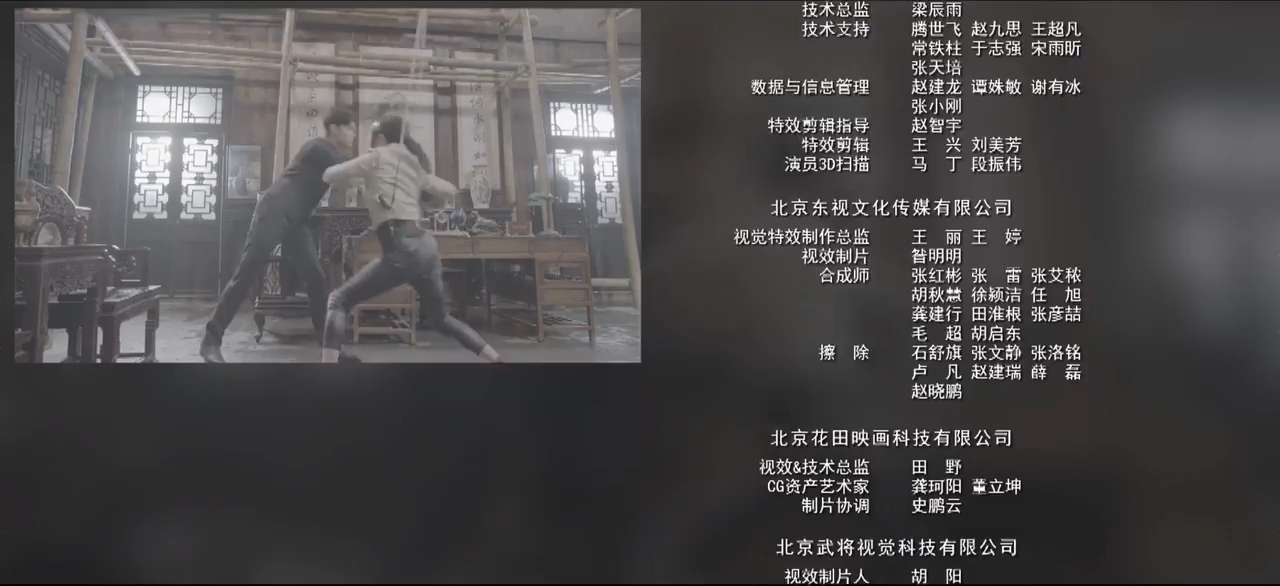 技术总监 梁辰雨
技术支持 腾世飞 赵九思 王超凡
常铁柱 于志强 宋雨昕
张天培
数据与信息管理 赵建龙 谭姝敏 谢有冰
张小刚
特效剪辑指导 赵智宇
特效剪辑 王 兴 刘美芳
演员3D扫描 马 丁 段振伟
北京东视文化传媒有限公司
视觉特效制作总监 王 丽 王 婷
视效制片 昝明明
合成师 张红彬 张 雷 张艾秾
胡秋慧 徐颖洁 任 旭
龚建行 田淮根 张彦喆
毛 超 胡启东
擦 除 石舒旗 张文静 张洛铭
卢 凡 赵建瑞 薛 磊
赵晓鹏
北京花田映画科技有限公司
视效&技术总监 田 野
CG资产艺术家 龚珂阳 董立坤
制片协调 史鹏云
北京武将视觉科技有限公司
视效制片人 胡 阳